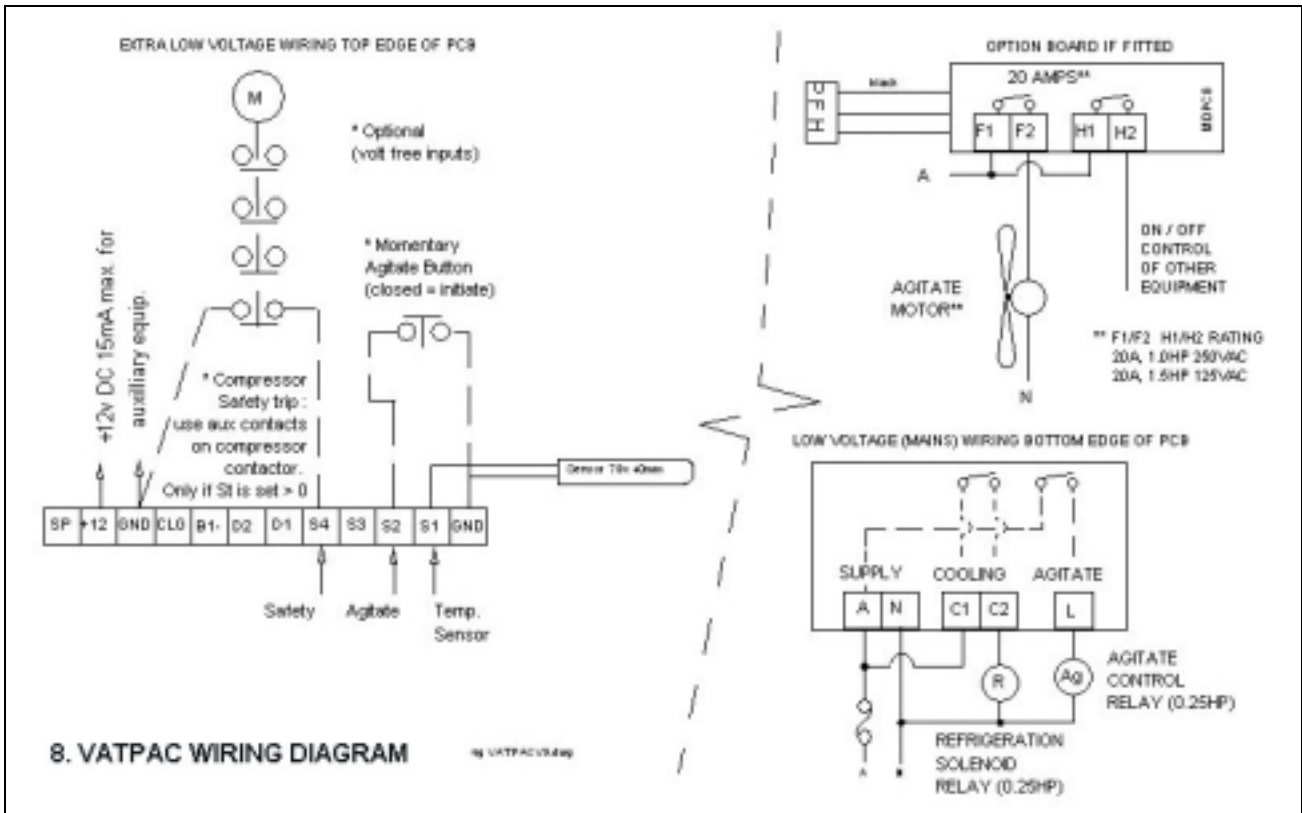 EXTRA LOW VOLTAGE WIRING TOP EDGE OF PCB
M
* Optional
(volt free inputs)
* Momentary
Agitate Button
(closed = initiate)
+12v DC 15mA max. for
auxilliary equip.
* Compressor
Safety trip :
use aux contacts
on compressor
contactor.
Only if St is set > 0
Sensor
SP +12 GND CLG B1- D2 D1 S4 S3 S2 S1 GND
Safety Agitate Temp.
Sensor
8. VATPAC WIRING DIAGRAM
OPTION BOARD IF FITTED
20 AMPS**
black
F1 F2 H1 H2
A
ON / OFF
CONTROL
OF OTHER
EQUIPMENT
AGITATE
MOTOR**
** F1/F2 H1/H2 RATING
20A, 1.0HP 250VAC
20A, 1.5HP 125VAC
N
LOW VOLTAGE (MAINS) WIRING BOTTOM EDGE OF PCB
SUPPLY COOLING AGITATE
A N C1 C2 L
R
Ag
AGITATE
CONTROL
RELAY (0.25HP)
REFRIGERATION
SOLENOID
RELAY (0.25HP)
A